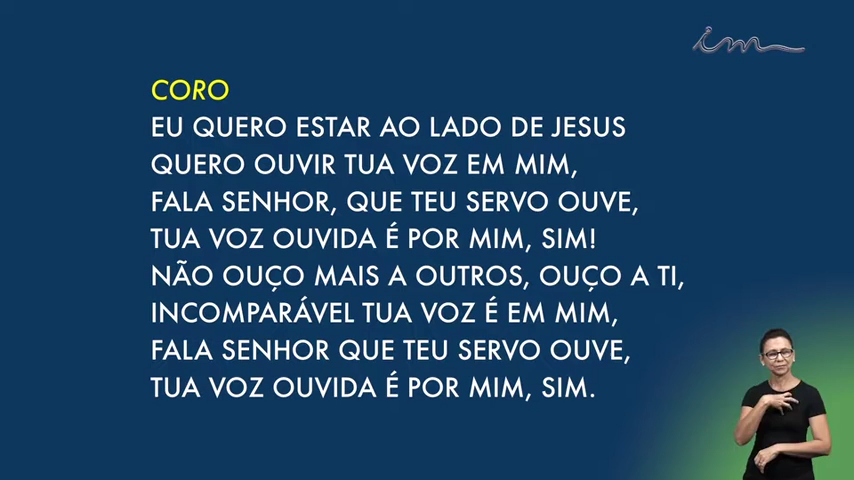 im
CORO
EU QUERO ESTAR AO LADO DE JESUS
QUERO OUVIR TUA VOZ EM MIM,
FALA SENHOR, QUE TEU SERVO OUVE,
TUA VOZ OUVIDA É POR MIM, SIM!
NÃO OUÇO MAIS A OUTROS, OUÇO A TI,
INCOMPARÁVEL TUA VOZ É EM MIM,
FALA SENHOR QUE TEU SERVO OUVE,
TUA VOZ OUVIDA É POR MIM, SIM.